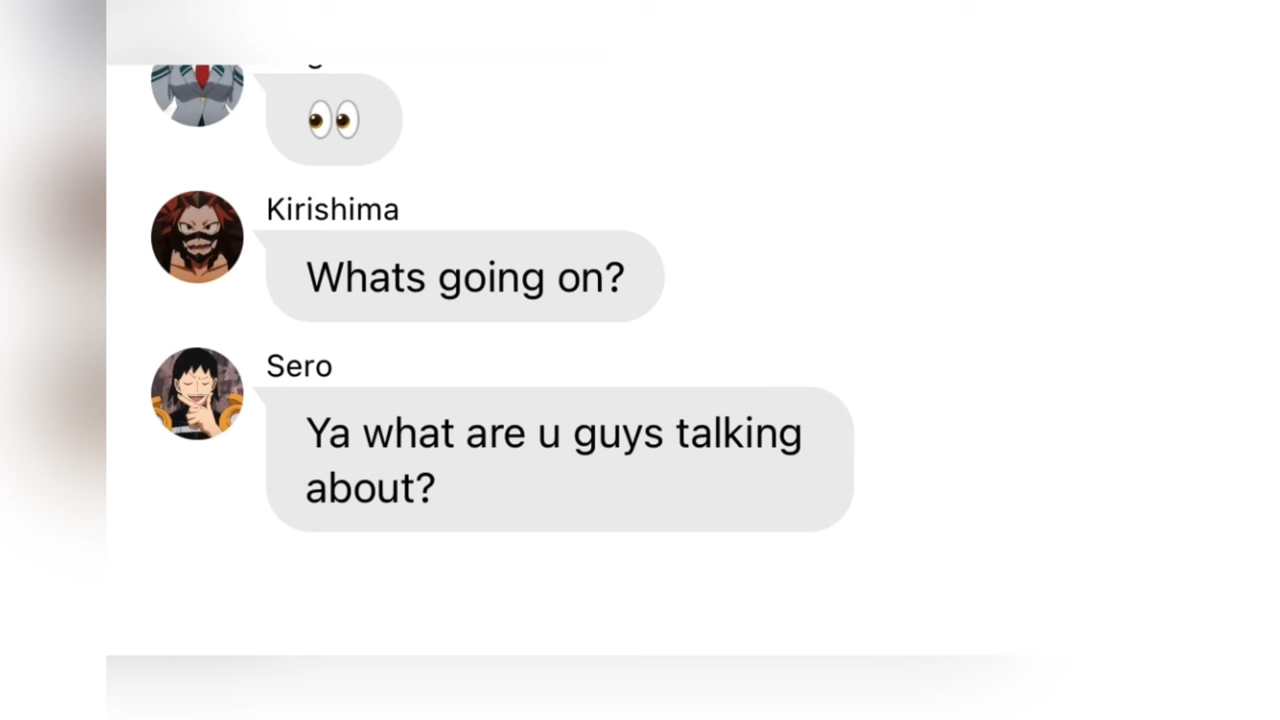 👀
Kirishima
Whats going on?
Sero
Ya what are u guys talking
about?